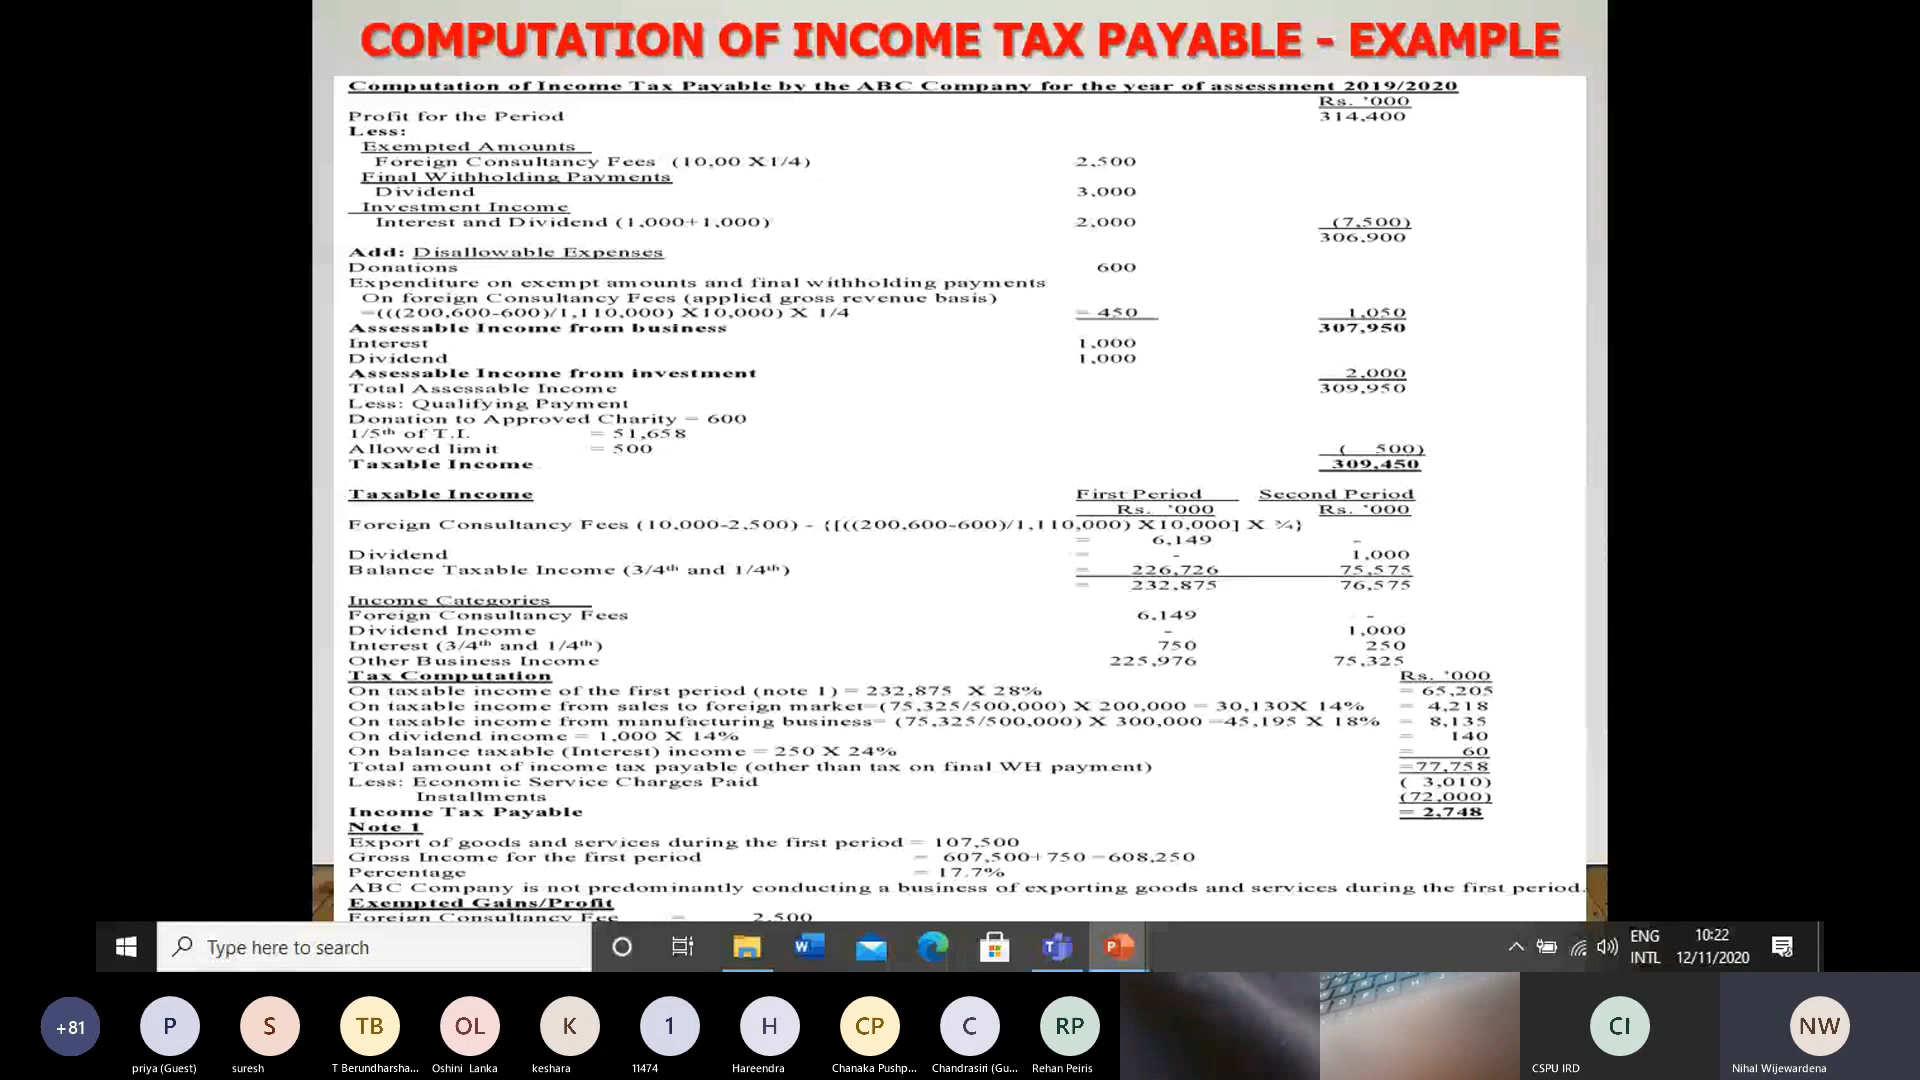 COMPUTATION OF INCOME TAX PAYABLE - EXAMPLE
Computation of Income Tax Payable by the ABC Company for the year of assessment 2019/2020
Rs. '000
Profit for the Period 314,400
Less:
Exempted Amounts
Foreign Consultancy Fees (10,00 X1/4) 2,500
Final Withholding Payments
Dividend 3,000
Investment Income
Interest and Dividend (1,000+1,000) 2,000 (7,500)
306,900
Add: Disallowable Expenses
Donations 600
Expenditure on exempt amounts and final withholding payments
On foreign Consultancy Fees (applied gross revenue basis)
=(((200,600-600)/1,110,000) X10,000) X 1/4 = 450 1,050
Assessable Income from business 307,950
Interest 1,000
Dividend 1,000
Assessable Income from investment 2,000
Total Assessable Income 309,950
Less: Qualifying Payment
Donation to Approved Charity = 600
1/5th of T.I. = 51,658
Allowed limit = 500 ( 500)
Taxable Income 309,450
Taxable Income First Period Second Period
Rs. '000 Rs. '000
Foreign Consultancy Fees (10,000-2,500) - {[((200,600-600)/1,110,000) X10,000] X ¾}
= 6,149 -
Dividend = - 1,000
Balance Taxable Income (3/4th and 1/4th) = 226,726 75,575
= 232,875 76,575
Income Categories
Foreign Consultancy Fees 6,149 -
Dividend Income - 1,000
Interest (3/4th and 1/4th) 750 250
Other Business Income 225,976 75,325
Tax Computation Rs. '000
On taxable income of the first period (note 1) = 232,875 X 28% = 65,205
On taxable income from sales to foreign market=(75,325/500,000) X 200,000 = 30,130X 14% = 4,218
On taxable income from manufacturing business= (75,325/500,000) X 300,000 =45,195 X 18% = 8,135
On dividend income = 1,000 X 14% = 140
On balance taxable (Interest) income = 250 X 24% = 60
Total amount of income tax payable (other than tax on final WH payment) =77,758
Less: Economic Service Charges Paid ( 3,010)
Installments (72,000)
Income Tax Payable = 2,748
Note 1
Export of goods and services during the first period = 107,500
Gross Income for the first period = 607,500+750 =608,250
Percentage = 17.7%
ABC Company is not predominantly conducting a business of exporting goods and services during the first period.
Exempted Gains/Profit
Foreign Consultancy Fee = 2,500
Type here to search
ENG
INTL
10:22
12/11/2020
+81
P
S
TB
OL
K
1
H
CP
C
RP
CI
NW
priya (Guest)
suresh
T Berundharsha...
Oshini Lanka
keshara
11474
Hareendra
Chanaka Pushp...
Chandrasiri (Gu...
Rehan Peiris
CSPU IRD
Nihal Wijewardena